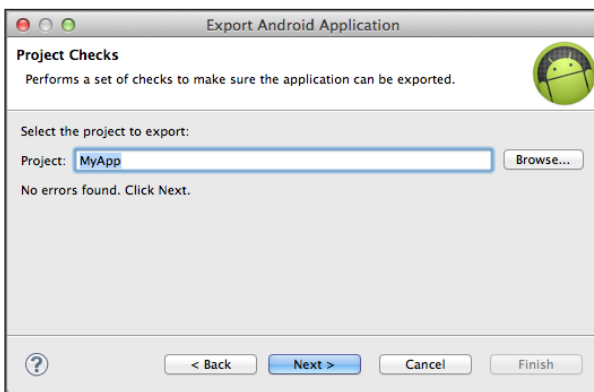 Export Android Application
Project Checks
Performs a set of checks to make sure the application can be exported.
Select the project to export:
Project: MyApp Browse...
No errors found. Click Next.
? < Back Next > Cancel Finish